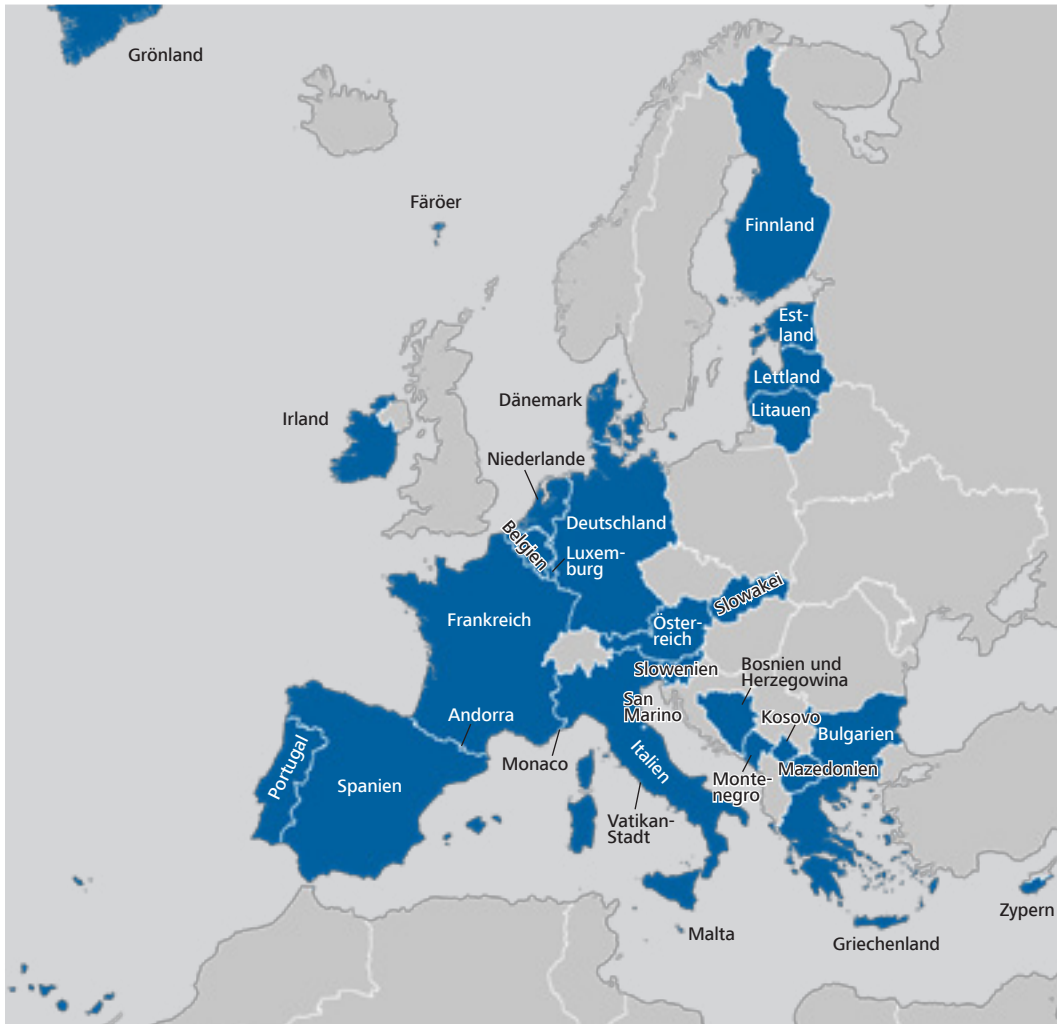 Grönland
Färöer
Finnland
Est-
land
Lettland
Litauen
Dänemark
Irland
Niederlande
Deutschland
Belgien
Luxem-
burg
Slowakei
Frankreich
Öster-
reich
Slowenien
Bosnien und
Herzegowina
San
Marino
Kosovo
Andorra
Bulgarien
Monaco
Italien
Mazedonien
Portugal
Spanien
Monte-
negro
Vatikan-
Stadt
Malta
Griechenland
Zypern